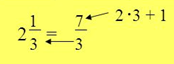 2 1/3 = 7/3 2·3 + 1